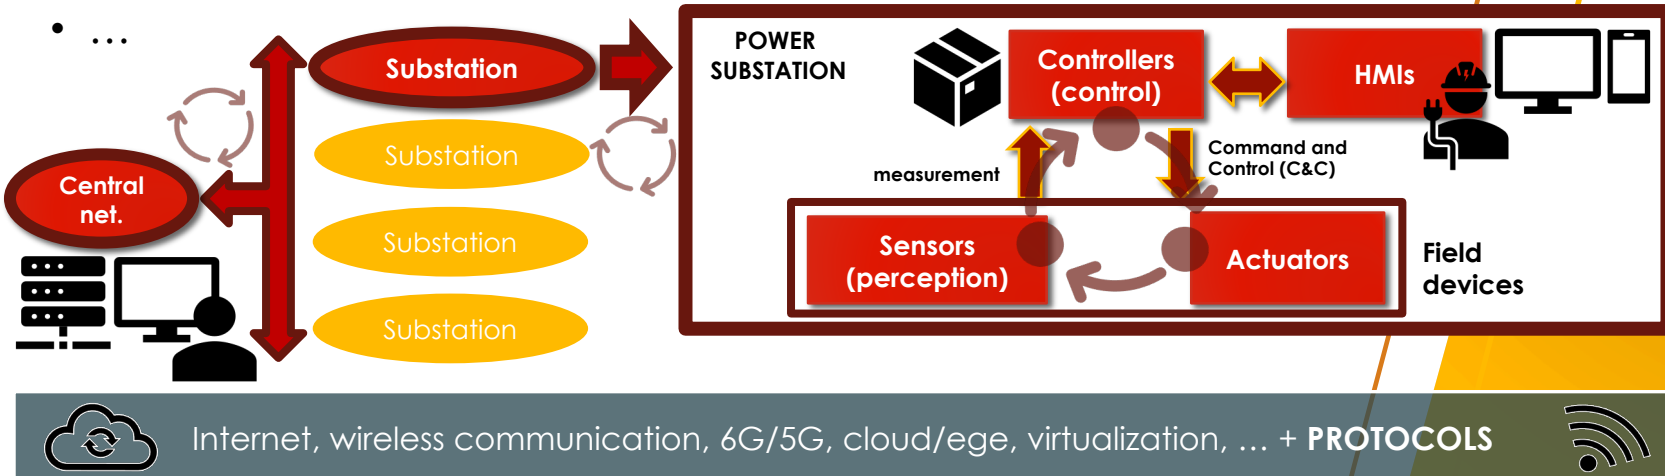 • ...
Substation
Substation
Substation
Substation
Central
net.
POWER
SUBSTATION
Controllers
(control)
HMIs
measurement
Command and
Control (C&C)
Sensors
(perception)
Actuators
Field
devices
Internet, wireless communication, 6G/5G, cloud/ege, virtualization, ... + PROTOCOLS